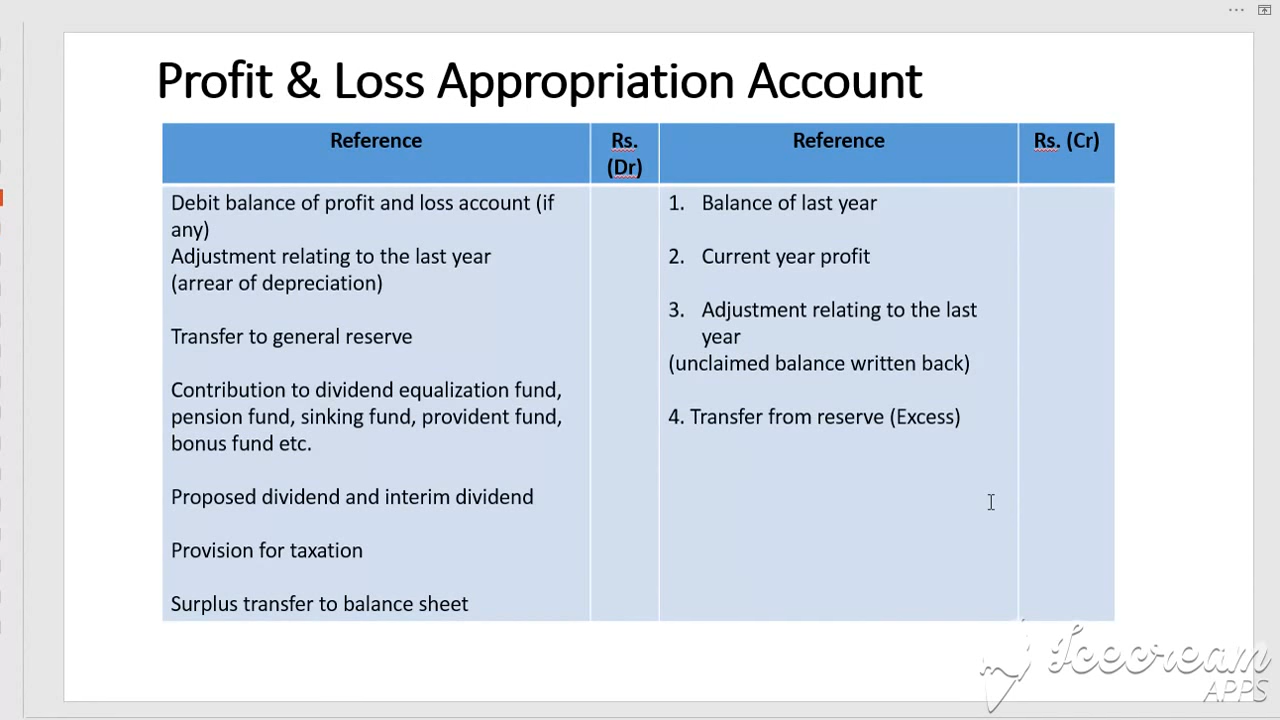 Profit & Loss Appropriation Account
Reference
Rs.
(Dr)
Reference
Rs. (Cr)
Debit balance of profit and loss account (if
any)
Adjustment relating to the last year
(arrear of depreciation)
Transfer to general reserve
Contribution to dividend equalization fund,
pension fund, sinking fund, provident fund,
bonus fund etc.
Proposed dividend and interim dividend
Provision for taxation
Surplus transfer to balance sheet
1. Balance of last year
2. Current year profit
3. Adjustment relating to the last
year
(unclaimed balance written back)
4. Transfer from reserve (Excess)
Icecream
APPS